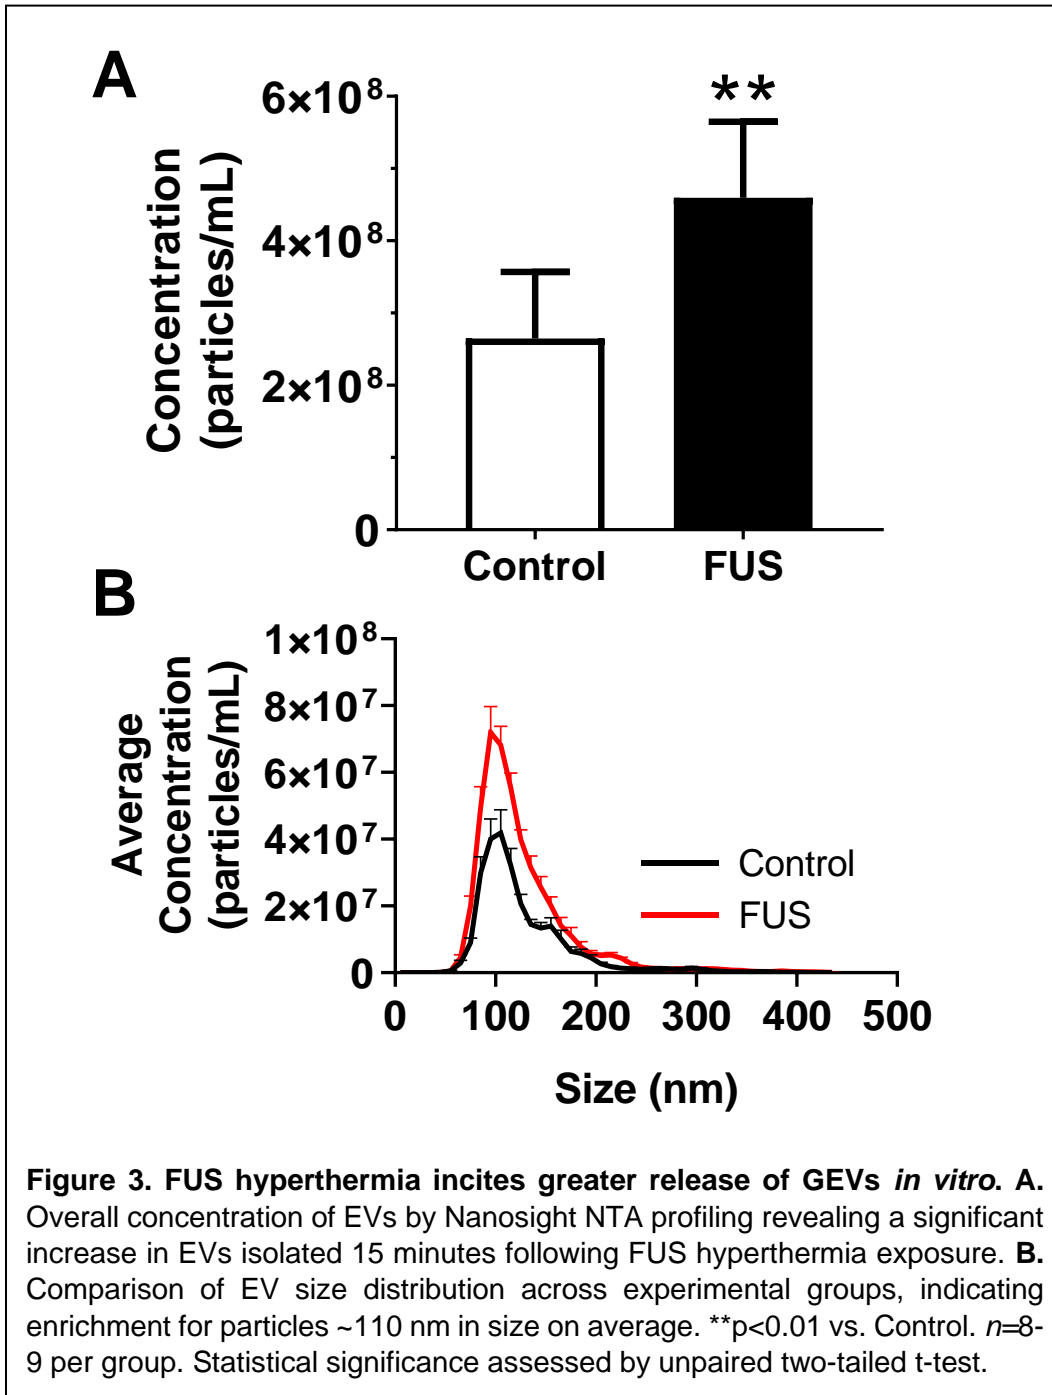 A
**
6×10⁸
4×10⁸
2×10⁸
0
Concentration
(particles/mL)
Control
FUS
B
1×10⁸
8×10⁷
6×10⁷
4×10⁷
2×10⁷
0
Average
Concentration
(particles/mL)
Control
FUS
0 100 200 300 400 500
Size (nm)
Figure 3. FUS hyperthermia incites greater release of GEVs in vitro. A.
Overall concentration of EVs by Nanosight NTA profiling revealing a significant
increase in EVs isolated 15 minutes following FUS hyperthermia exposure. B.
Comparison of EV size distribution across experimental groups, indicating
enrichment for particles ~110 nm in size on average. **p<0.01 vs. Control. n=8-
9 per group. Statistical significance assessed by unpaired two-tailed t-test.